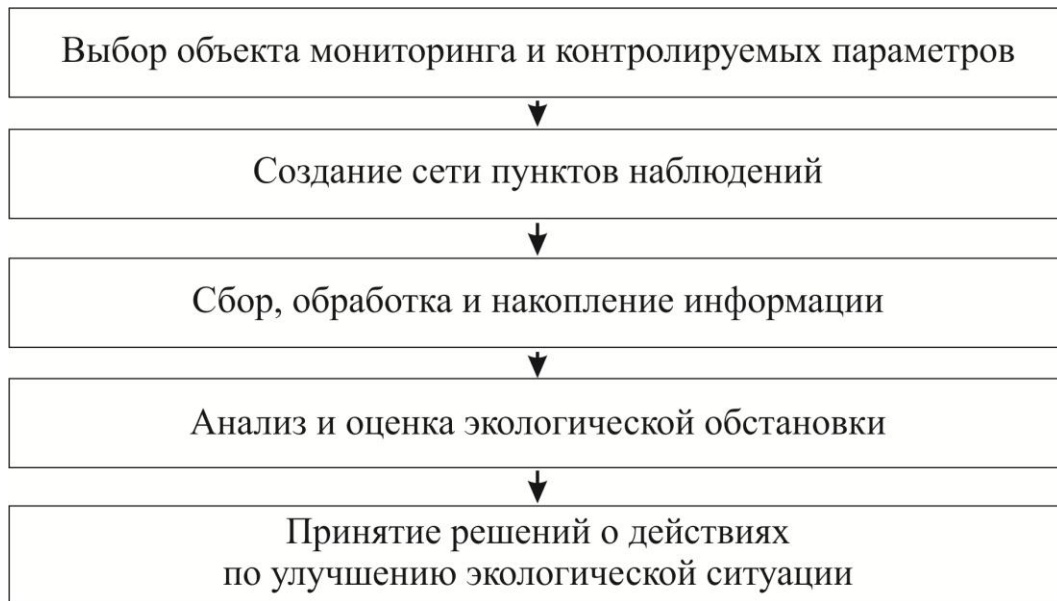 Выбор объекта мониторинга и контролируемых параметров
Создание сети пунктов наблюдений
Сбор, обработка и накопление информации
Анализ и оценка экологической обстановки
Принятие решений о действиях
по улучшению экологической ситуации